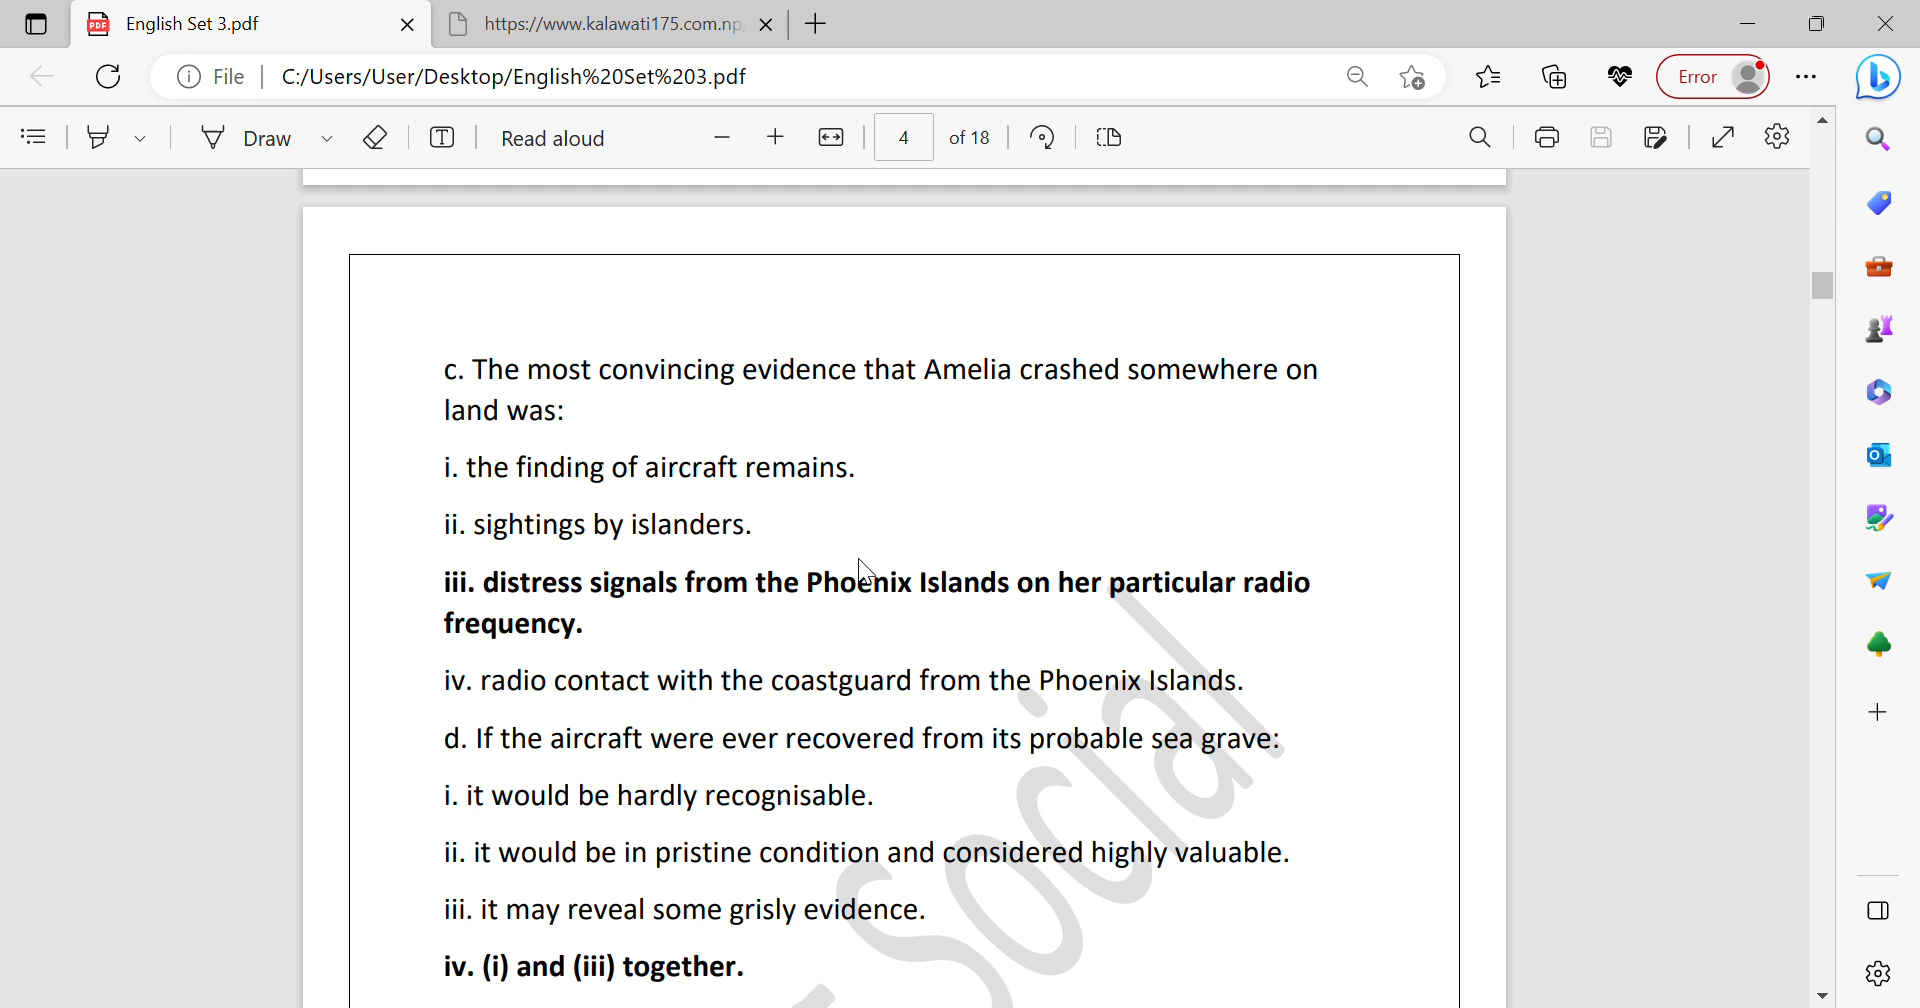 English Set 3.pdf
https://www.kalawati175.com.np
File
C:/Users/User/Desktop/English%20Set%203.pdf
Error
Draw
Read aloud
4
of 18
c. The most convincing evidence that Amelia crashed somewhere on
land was:
i. the finding of aircraft remains.
ii. sightings by islanders.
iii. distress signals from the Phoenix Islands on her particular radio
frequency.
iv. radio contact with the coastguard from the Phoenix Islands.
d. If the aircraft were ever recovered from its probable sea grave:
i. it would be hardly recognisable.
ii. it would be in pristine condition and considered highly valuable.
iii. it may reveal some grisly evidence.
iv. (i) and (iii) together.
Social